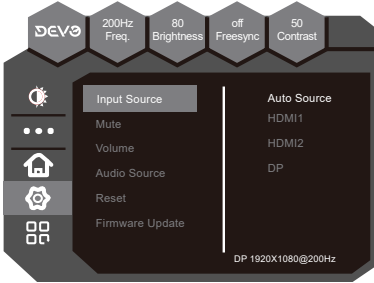 DEVO
200Hz
Freq.
80
Brightness
off
Freesync
50
Contrast
Input Source
Mute
Volume
Audio Source
Reset
Firmware Update
Auto Source
HDMI1
HDMI2
DP
DP 1920X1080@200Hz